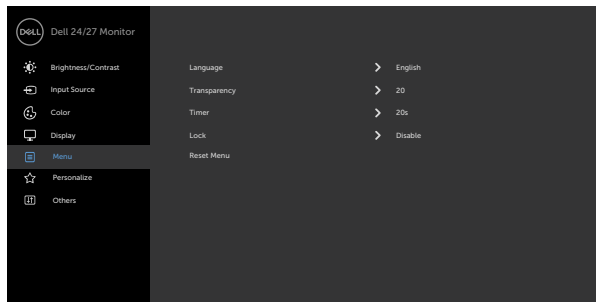 DELL Dell 24/27 Monitor
Brightness/Contrast
Input Source
Color
Display
Menu
Personalize
Others
Language > English
Transparency > 20
Timer > 20s
Lock > Disable
Reset Menu